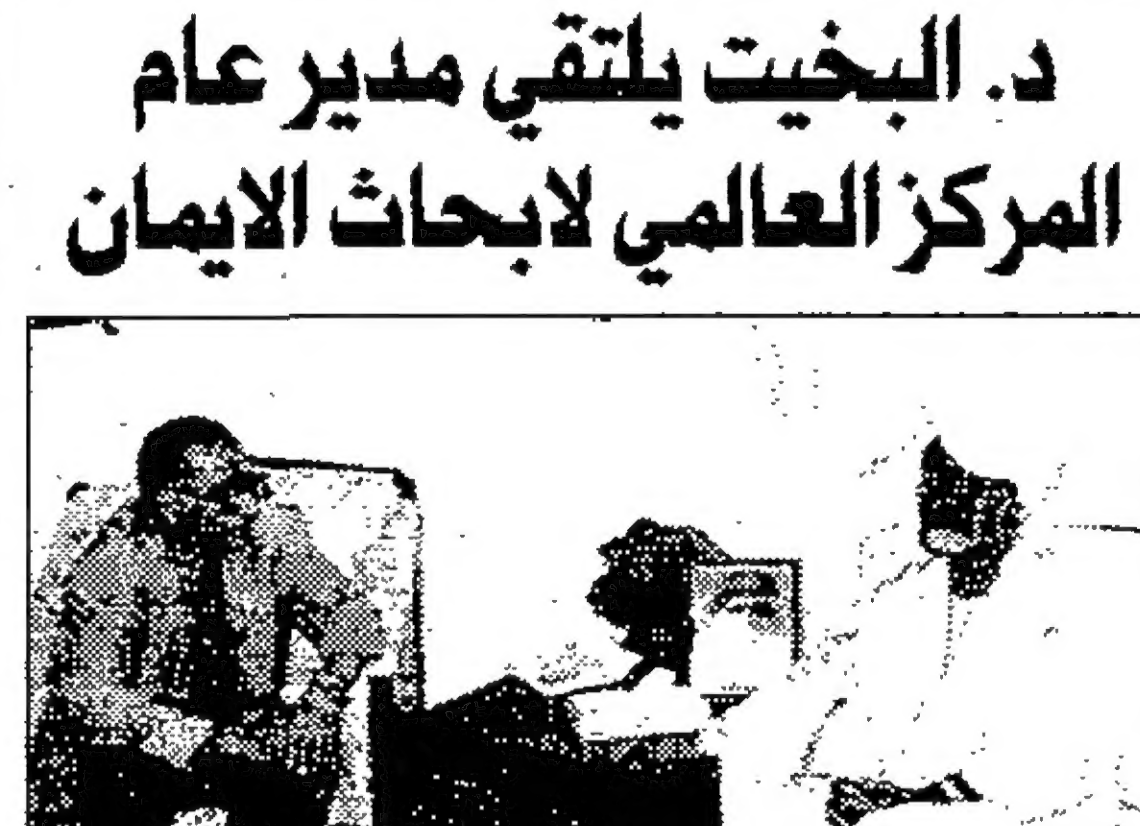 د. البخيت يلتقي مدير عام
المركز العالمي لابحاث الايمان